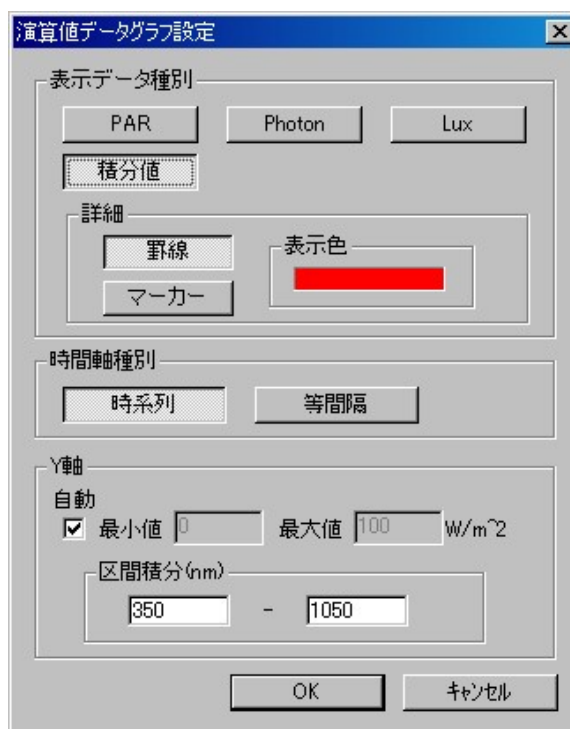 演算値データグラフ設定
表示データ種別
PAR Photon Lux
積分値
詳細
罫線 表示色
マーカー
時間軸種別
時系列 等間隔
Y軸
自動
最小値 0 最大値 100 W/m^2
区間積分(nm)
350 - 1050
OK キャンセル